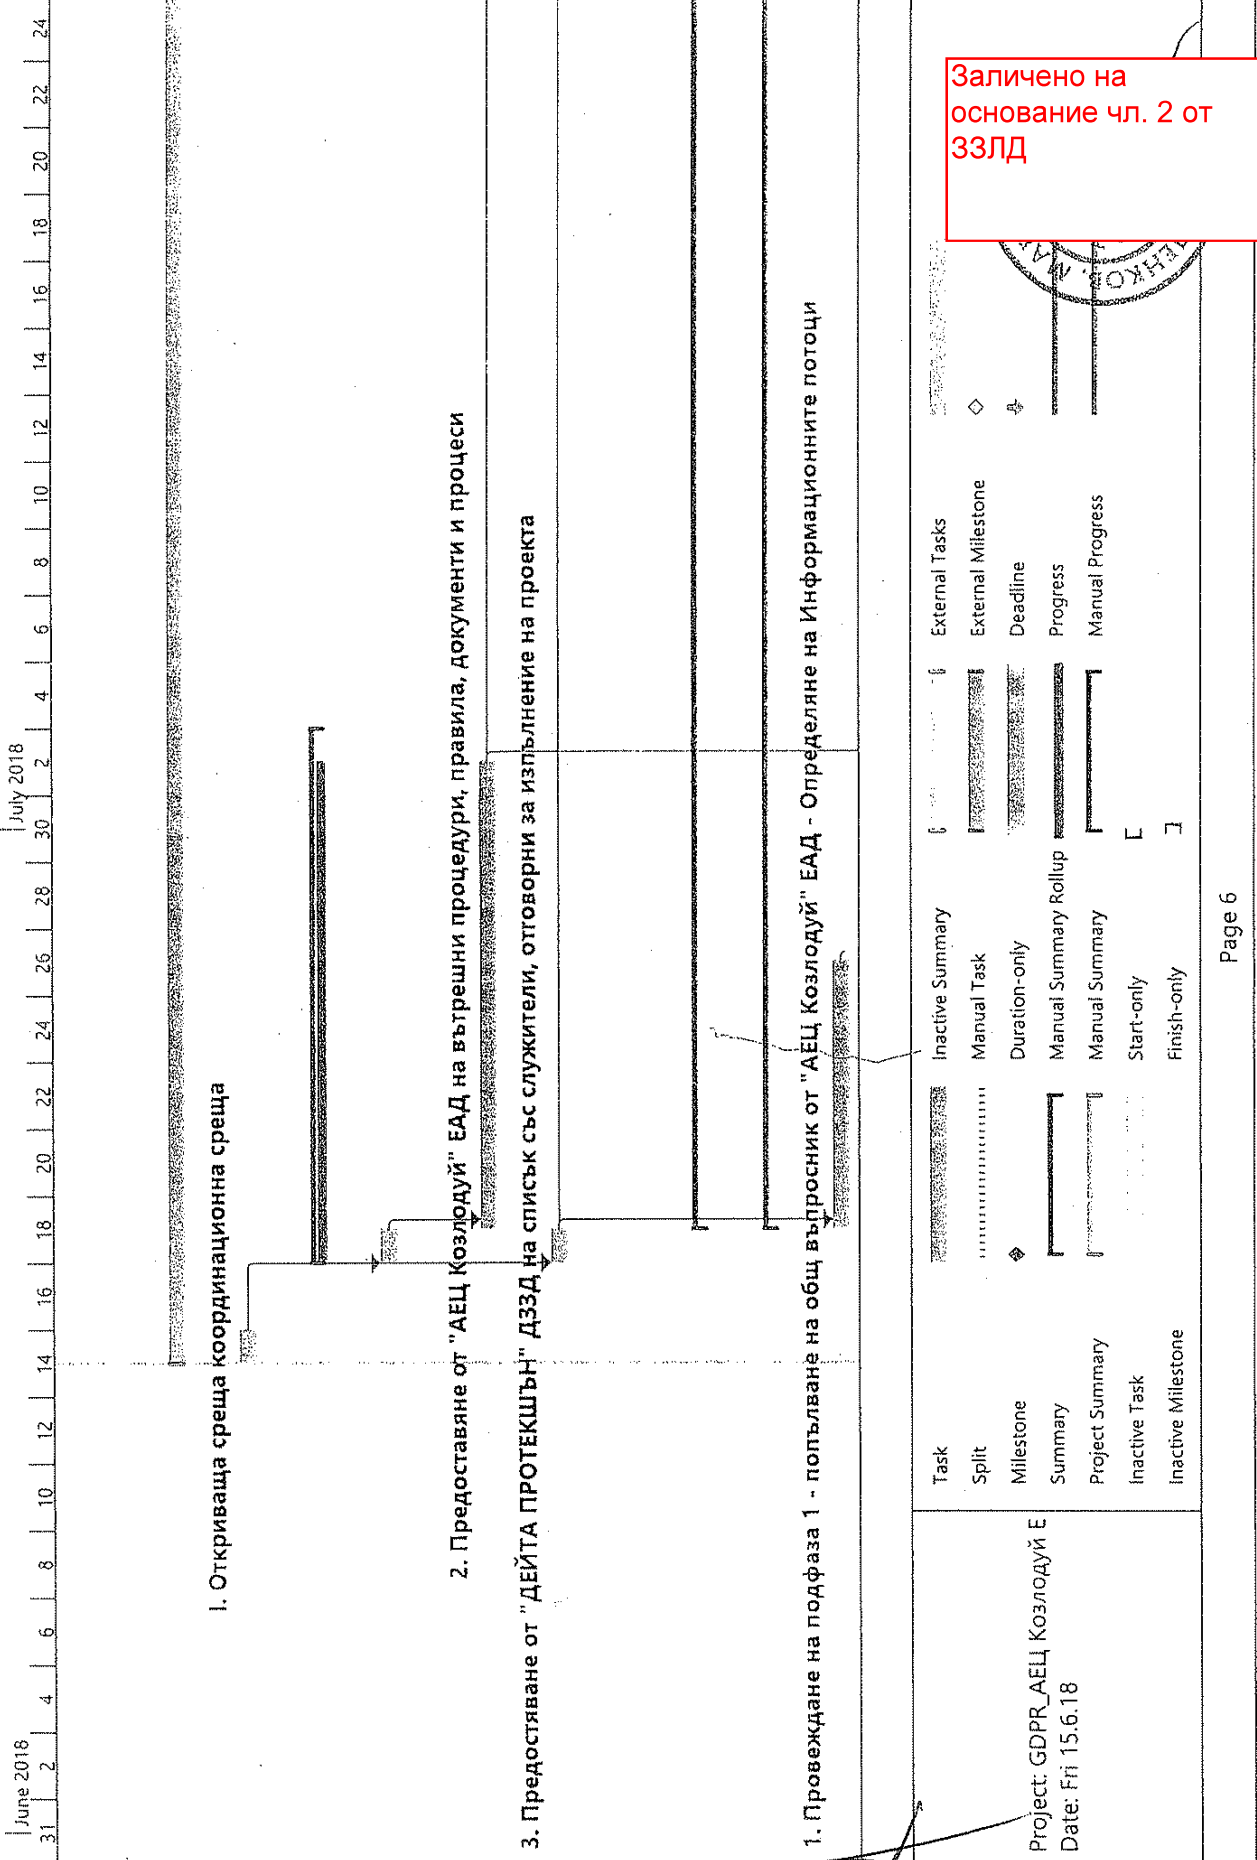 June 2018
July 2018
31 2 4 6 8 10 12 14 16 18 20 22 24 26 28 30 2 4 6 8 10 12 14 16 18 20 22 24
1. Откриваща среща координационна среща
2. Предоставяне от "АЕЦ Козлодуй" ЕАД на вътрешни процедури, правила, документи и процеси
3. Предостяване от "ДЕЙТА ПРОТЕКШЪН" ДЗЗД на списък със служители, отговорни за изпълнение на проекта
1. Провеждане на подфаза 1 - попълване на общ въпросник от "АЕЦ Козлодуй" ЕАД - Определяне на Информационните потоци
Project: GDPR_АЕЦ Козлодуй Е
Date: Fri 15.6.18
Task
Split
Milestone
Summary
Project Summary
Inactive Task
Inactive Milestone
Inactive Summary
Manual Task
Duration-only
Manual Summary Rollup
Manual Summary
Start-only
Finish-only
External Tasks
External Milestone
Deadline
Progress
Manual Progress
Page 6
Заличено на
основание чл. 2 от
ЗЗЛД